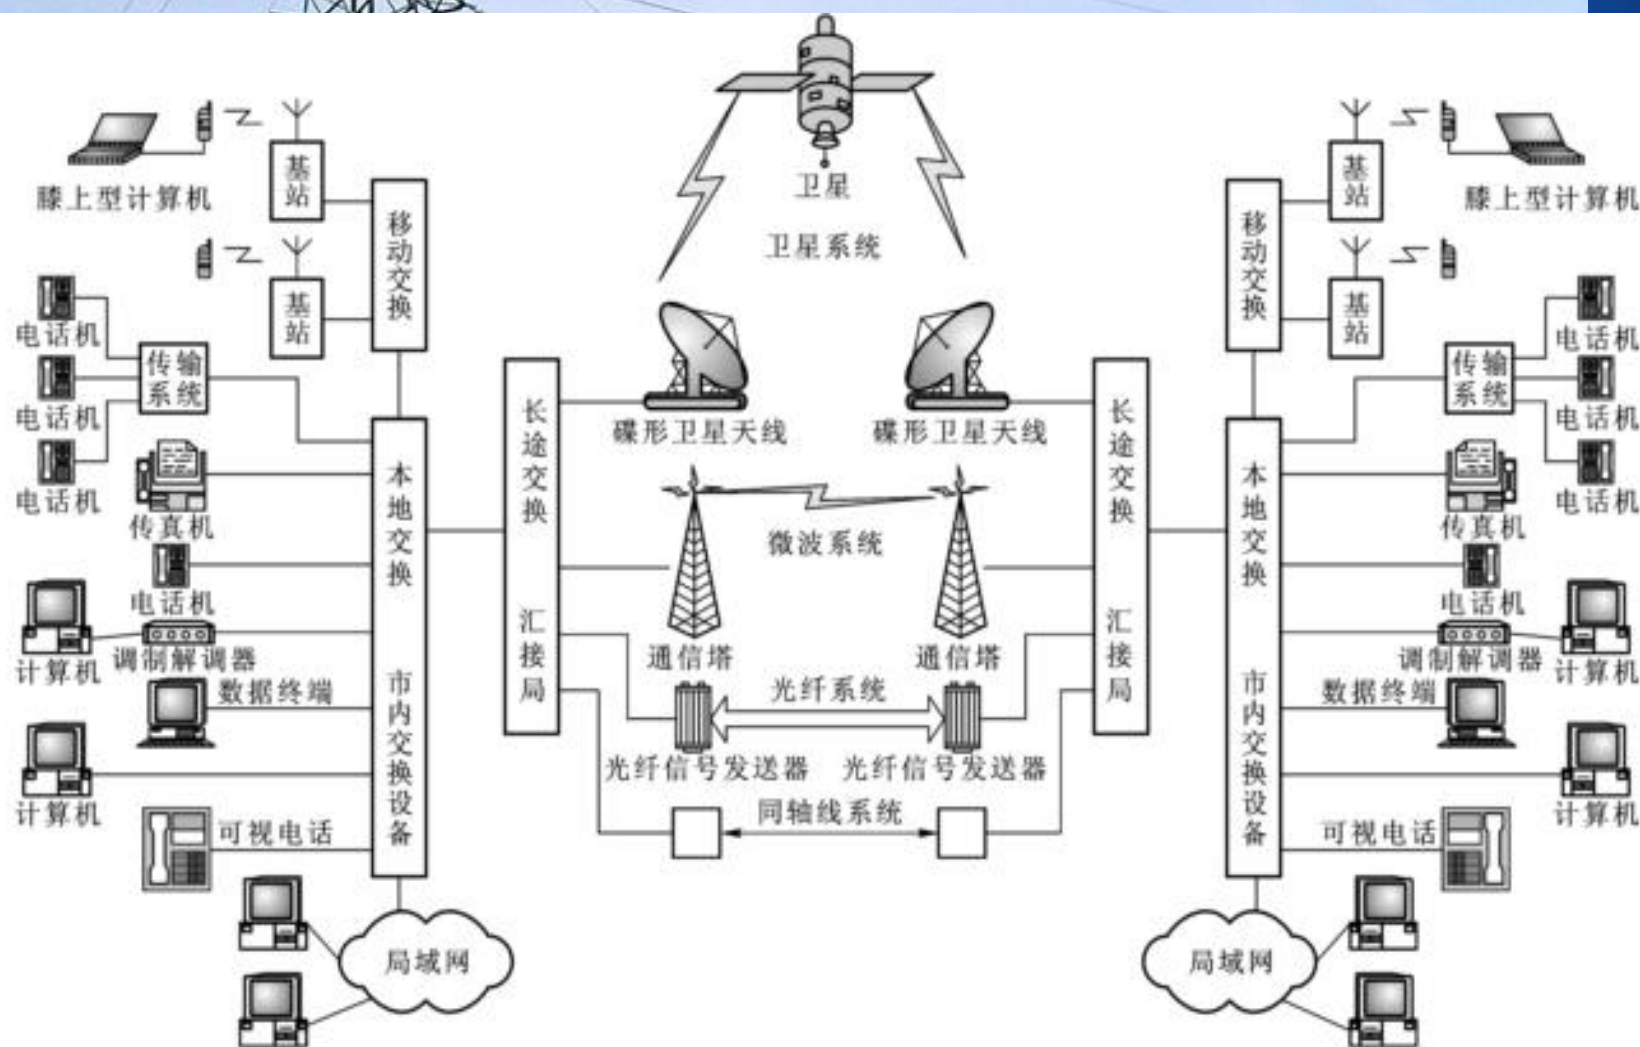 卫星
卫星系统
基站
膝上型计算机
移动交换
基站
电话机
传输
系统
电话机
电话机
传真机
电话机
计算机
调制解调器
数据终端
计算机
可视电话
本地交换
市内交换设备
局域网
长途交换
汇接局
碟形卫星天线
碟形卫星天线
微波系统
通信塔
通信塔
光纤系统
光纤信号发送器
光纤信号发送器
同轴线系统
长途交换
汇接局
基站
膝上型计算机
移动交换
基站
电话机
传输
系统
电话机
电话机
传真机
电话机
调制解调器
计算机
数据终端
计算机
可视电话
本地交换
市内交换设备
局域网